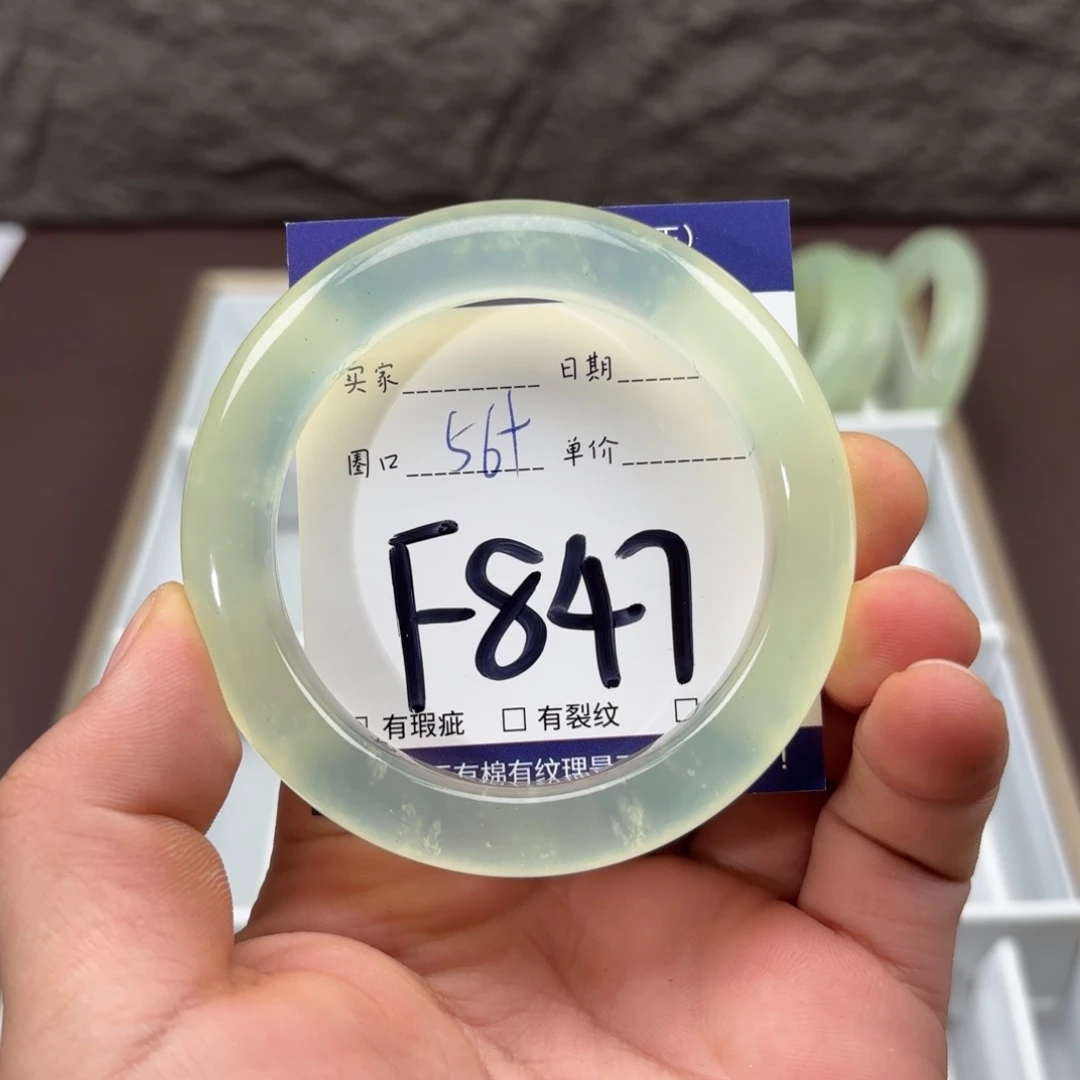 买家 日期
圈口 56+ 单价
F847
□ 有瑕疵 □ 有裂纹 □
有棉有纹理是 !